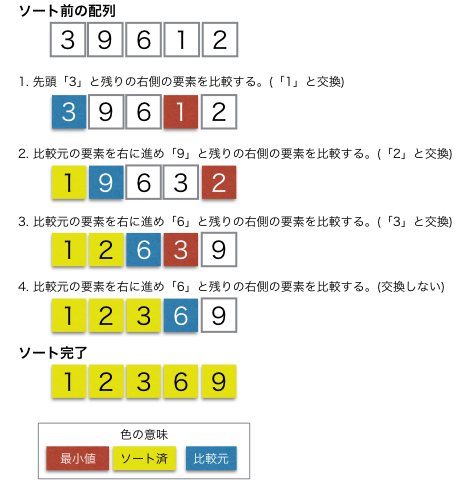 ソート前の配列
3 9 6 1 2
1. 先頭「3」と残りの右側の要素を比較する。(「1」と交換)
3 9 6 1 2
2. 比較元の要素を右に進め「9」と残りの右側の要素を比較する。(「2」と交換)
1 9 6 3 2
3. 比較元の要素を右に進め「6」と残りの右側の要素を比較する。(「3」と交換)
1 2 6 3 9
4. 比較元の要素を右に進め「6」と残りの右側の要素を比較する。(交換しない)
1 2 3 6 9
ソート完了
1 2 3 6 9
色の意味
最小値 ソート済 比較元